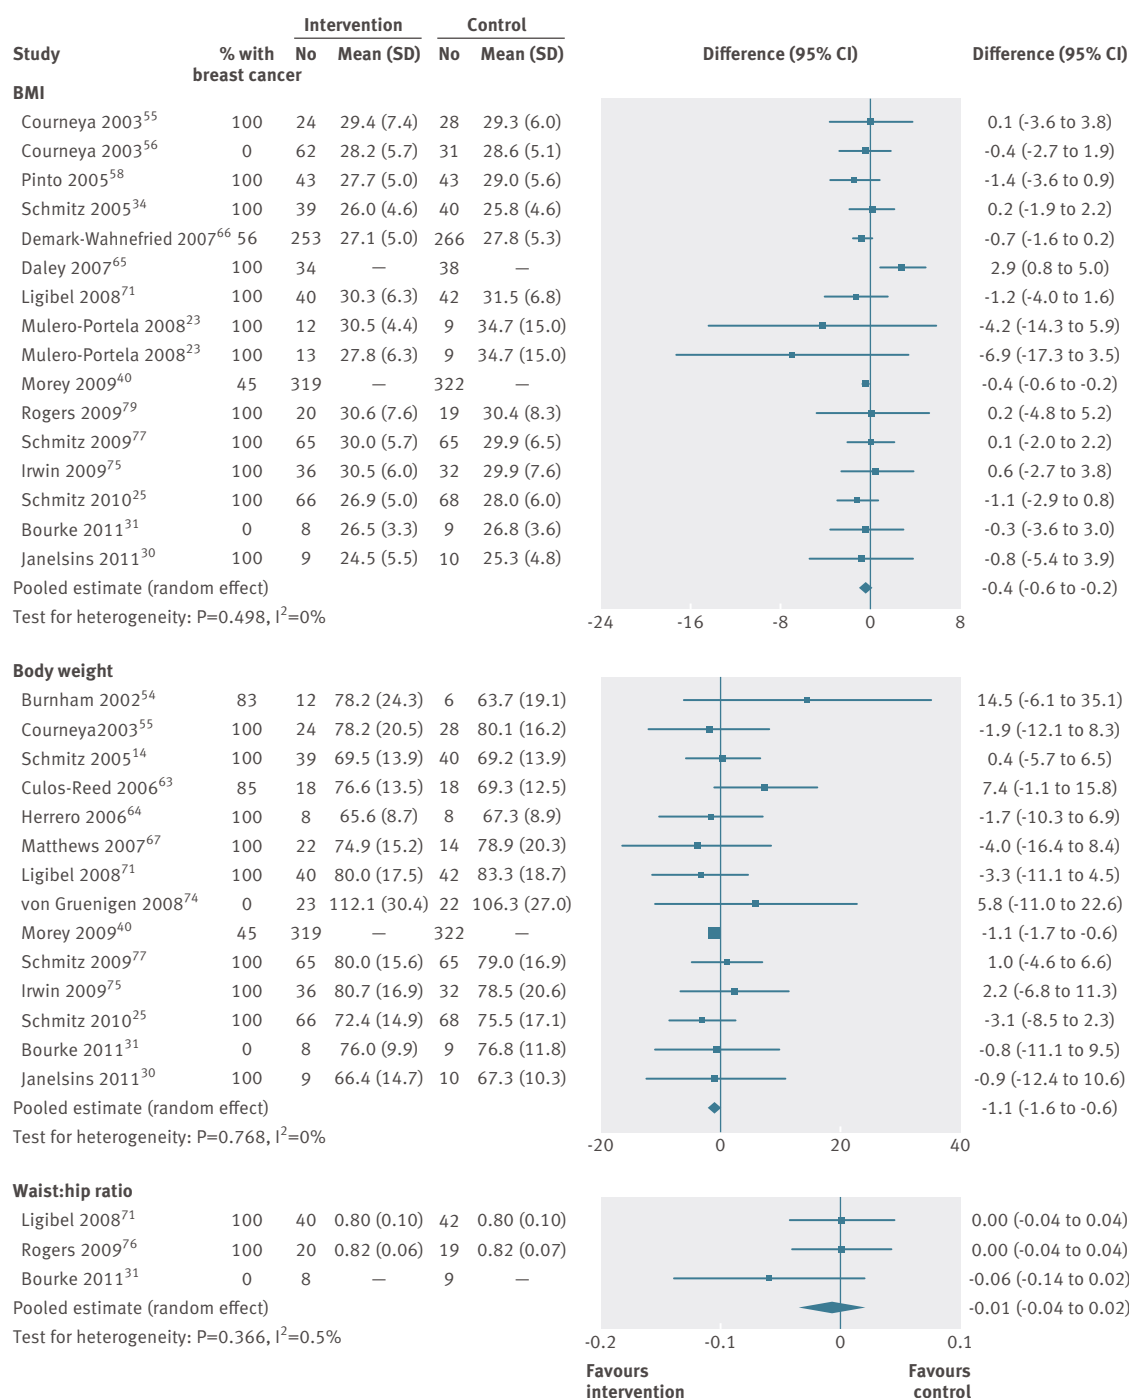 Intervention Control
Study % with breast cancer No Mean (SD) No Mean (SD) Difference (95% CI) Difference (95% CI)
BMI
Courneya 2003⁵⁵ 100 24 29.4 (7.4) 28 29.3 (6.0) 0.1 (-3.6 to 3.8)
Courneya 2003⁵⁶ 0 62 28.2 (5.7) 31 28.6 (5.1) -0.4 (-2.7 to 1.9)
Pinto 2005⁵⁸ 100 43 27.7 (5.0) 43 29.0 (5.6) -1.4 (-3.6 to 0.9)
Schmitz 2005³⁴ 100 39 26.0 (4.6) 40 25.8 (4.6) 0.2 (-1.9 to 2.2)
Demark-Wahnefried 2007⁶⁶ 56 253 27.1 (5.0) 266 27.8 (5.3) -0.7 (-1.6 to 0.2)
Daley 2007⁶⁵ 100 34 — 38 — 2.9 (0.8 to 5.0)
Ligibel 2008⁷¹ 100 40 30.3 (6.3) 42 31.5 (6.8) -1.2 (-4.0 to 1.6)
Mulero-Portela 2008²³ 100 12 30.5 (4.4) 9 34.7 (15.0) -4.2 (-14.3 to 5.9)
Mulero-Portela 2008²³ 100 13 27.8 (6.3) 9 34.7 (15.0) -6.9 (-17.3 to 3.5)
Morey 2009⁴⁰ 45 319 — 322 — -0.4 (-0.6 to -0.2)
Rogers 2009⁷⁹ 100 20 30.6 (7.6) 19 30.4 (8.3) 0.2 (-4.8 to 5.2)
Schmitz 2009⁷⁷ 100 65 30.0 (5.7) 65 29.9 (6.5) 0.1 (-2.0 to 2.2)
Irwin 2009⁷⁵ 100 36 30.5 (6.0) 32 29.9 (7.6) 0.6 (-2.7 to 3.8)
Schmitz 2010²⁵ 100 66 26.9 (5.0) 68 28.0 (6.0) -1.1 (-2.9 to 0.8)
Bourke 2011³¹ 0 8 26.5 (3.3) 9 26.8 (3.6) -0.3 (-3.6 to 3.0)
Janelsins 2011³⁰ 100 9 24.5 (5.5) 10 25.3 (4.8) -0.8 (-5.4 to 3.9)
Pooled estimate (random effect) -0.4 (-0.6 to -0.2)
Test for heterogeneity: P=0.498, I²=0%
-24 -16 -8 0 8
Body weight
Burnham 2002⁵⁴ 83 12 78.2 (24.3) 6 63.7 (19.1) 14.5 (-6.1 to 35.1)
Courneya2003⁵⁵ 100 24 78.2 (20.5) 28 80.1 (16.2) -1.9 (-12.1 to 8.3)
Schmitz 2005¹⁴ 100 39 69.5 (13.9) 40 69.2 (13.9) 0.4 (-5.7 to 6.5)
Culos-Reed 2006⁶³ 85 18 76.6 (13.5) 18 69.3 (12.5) 7.4 (-1.1 to 15.8)
Herrero 2006⁶⁴ 100 8 65.6 (8.7) 8 67.3 (8.9) -1.7 (-10.3 to 6.9)
Matthews 2007⁶⁷ 100 22 74.9 (15.2) 14 78.9 (20.3) -4.0 (-16.4 to 8.4)
Ligibel 2008⁷¹ 100 40 80.0 (17.5) 42 83.3 (18.7) -3.3 (-11.1 to 4.5)
von Gruenigen 2008⁷⁴ 0 23 112.1 (30.4) 22 106.3 (27.0) 5.8 (-11.0 to 22.6)
Morey 2009⁴⁰ 45 319 — 322 — -1.1 (-1.7 to -0.6)
Schmitz 2009⁷⁷ 100 65 80.0 (15.6) 65 79.0 (16.9) 1.0 (-4.6 to 6.6)
Irwin 2009⁷⁵ 100 36 80.7 (16.9) 32 78.5 (20.6) 2.2 (-6.8 to 11.3)
Schmitz 2010²⁵ 100 66 72.4 (14.9) 68 75.5 (17.1) -3.1 (-8.5 to 2.3)
Bourke 2011³¹ 0 8 76.0 (9.9) 9 76.8 (11.8) -0.8 (-11.1 to 9.5)
Janelsins 2011³⁰ 100 9 66.4 (14.7) 10 67.3 (10.3) -0.9 (-12.4 to 10.6)
Pooled estimate (random effect) -1.1 (-1.6 to -0.6)
Test for heterogeneity: P=0.768, I²=0%
-20 0 20 40
Waist:hip ratio
Ligibel 2008⁷¹ 100 40 0.80 (0.10) 42 0.80 (0.10) 0.00 (-0.04 to 0.04)
Rogers 2009⁷⁶ 100 20 0.82 (0.06) 19 0.82 (0.07) 0.00 (-0.04 to 0.04)
Bourke 2011³¹ 0 8 — 9 — -0.06 (-0.14 to 0.02)
Pooled estimate (random effect) -0.01 (-0.04 to 0.02)
Test for heterogeneity: P=0.366, I²=0.5%
-0.2 -0.1 0 0.1
Favours intervention Favours control